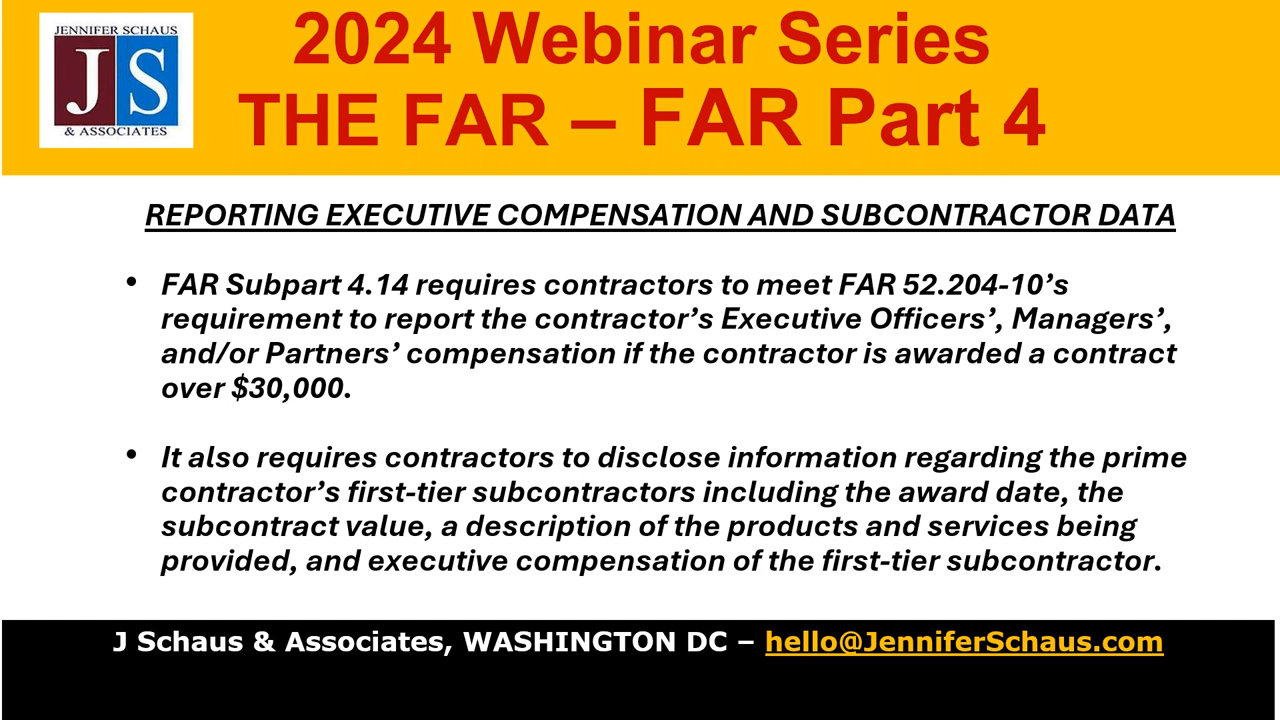 JENNIFER SCHAUS
JS
& ASSOCIATES
2024 Webinar Series
THE FAR – FAR Part 4
REPORTING EXECUTIVE COMPENSATION AND SUBCONTRACTOR DATA
• FAR Subpart 4.14 requires contractors to meet FAR 52.204-10’s
requirement to report the contractor’s Executive Officers’, Managers’,
and/or Partners’ compensation if the contractor is awarded a contract
over $30,000.
• It also requires contractors to disclose information regarding the prime
contractor’s first-tier subcontractors including the award date, the
subcontract value, a description of the products and services being
provided, and executive compensation of the first-tier subcontractor.
J Schaus & Associates, WASHINGTON DC – hello@JenniferSchaus.com